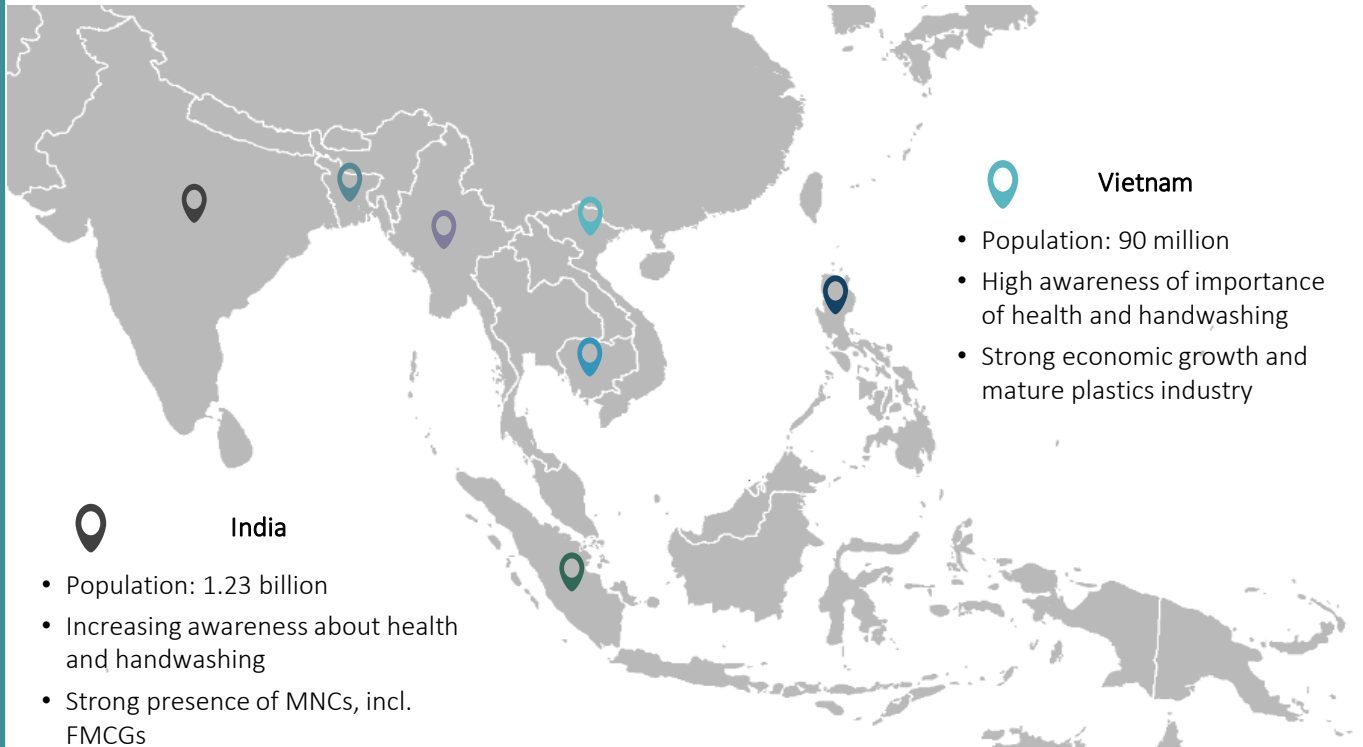 Vietnam
• Population: 90 million
• High awareness of importance
of health and handwashing
• Strong economic growth and
mature plastics industry
India
• Population: 1.23 billion
• Increasing awareness about health
and handwashing
• Strong presence of MNCs, incl.
FMCGs